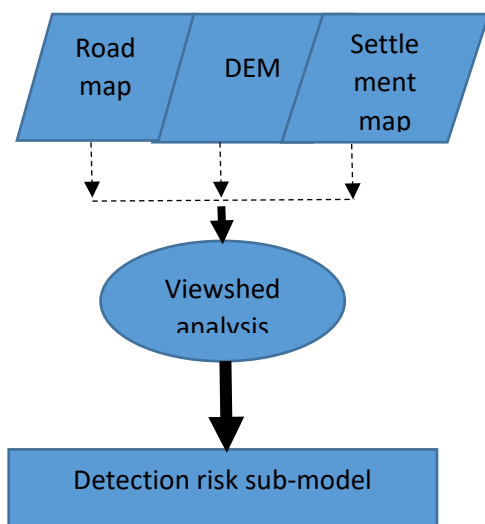 Road
map
DEM
Settle
ment
map
Viewshed
analysis
Detection risk sub-model